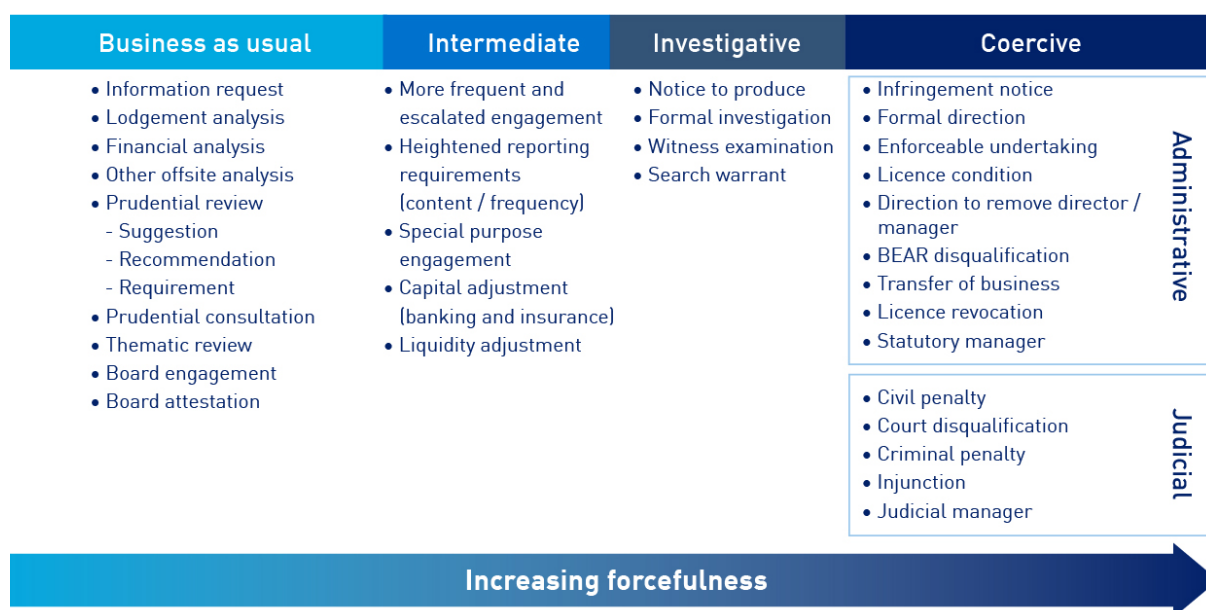 Business as usual
• Information request
• Lodgement analysis
• Financial analysis
• Other offsite analysis
• Prudential review
- Suggestion
- Recommendation
- Requirement
• Prudential consultation
• Thematic review
• Board engagement
• Board attestation
Intermediate
• More frequent and
escalated engagement
• Heightened reporting
requirements
(content / frequency)
• Special purpose
engagement
• Capital adjustment
(banking and insurance)
• Liquidity adjustment
Investigative
• Notice to produce
• Formal investigation
• Witness examination
• Search warrant
Coercive
• Infringement notice
• Formal direction
• Enforceable undertaking
• Licence condition
• Direction to remove director /
manager
• BEAR disqualification
• Transfer of business
• Licence revocation
• Statutory manager
Administrative
• Civil penalty
• Court disqualification
• Criminal penalty
• Injunction
• Judicial manager
Judicial
Increasing forcefulness